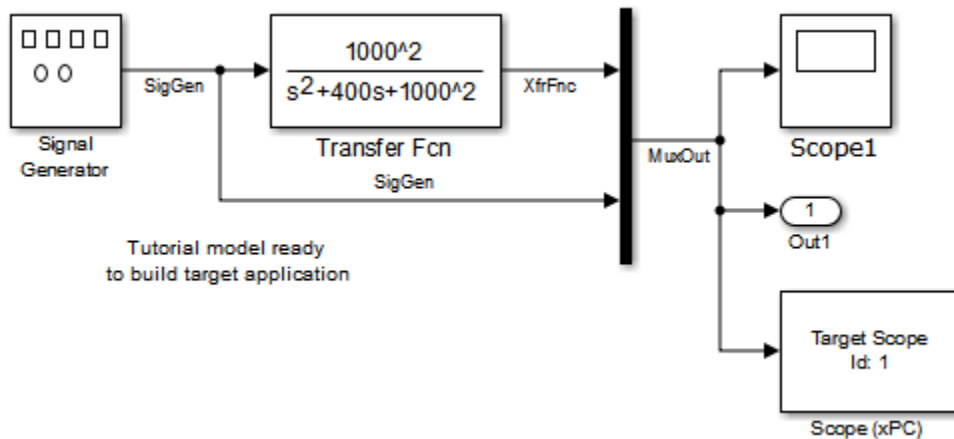 1000^2
s^2+400s+1000^2
SigGen
XfrFnc
Signal
Generator
Transfer Fcn
SigGen
MuxOut
Scope1
1
Out1
Tutorial model ready
to build target application
Target Scope
Id: 1
Scope (xPC)